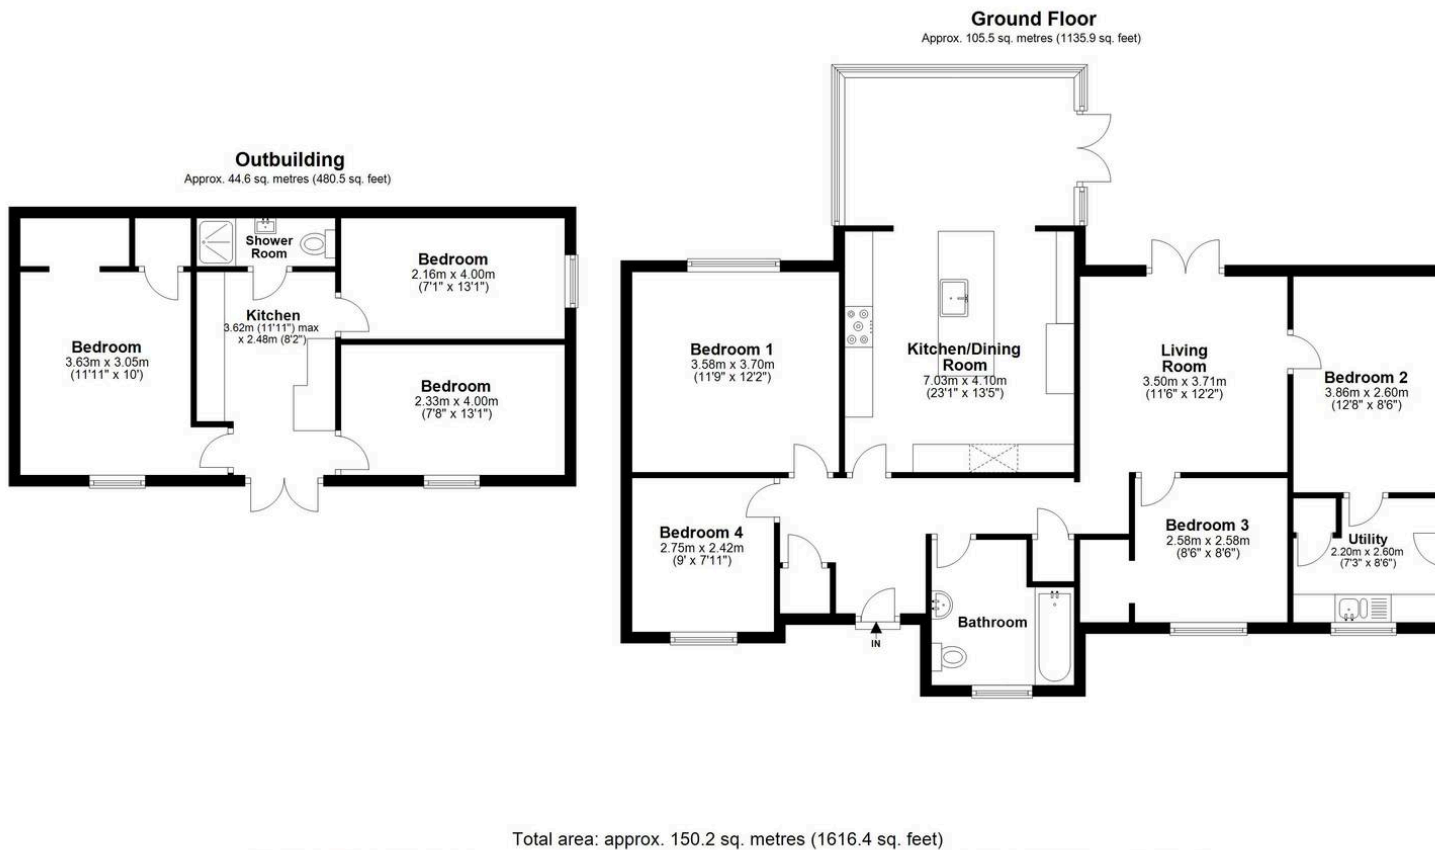 Ground Floor
Approx. 105.5 sq. metres (1135.9 sq. feet)
Outbuilding
Approx. 44.6 sq. metres (480.5 sq. feet)
Shower
Room
Bedroom
2.16m x 4.00m
(7'1" x 13'1")
Kitchen
3.62m (11'11") max
x 2.48m (8'2")
Bedroom
3.63m x 3.05m
(11'11" x 10')
Bedroom
2.33m x 4.00m
(7'8" x 13'1")
Bedroom 1
3.58m x 3.70m
(11'9" x 12'2")
Kitchen/Dining
Room
7.03m x 4.10m
(23'1" x 13'5")
Living
Room
3.50m x 3.71m
(11'6" x 12'2")
Bedroom 2
3.86m x 2.60m
(12'8" x 8'6")
Bedroom 4
2.75m x 2.42m
(9' x 7'11")
Bedroom 3
2.58m x 2.58m
(8'6" x 8'6")
Utility
2.20m x 2.60m
(7'3" x 8'6")
Bathroom
IN
Total area: approx. 150.2 sq. metres (1616.4 sq. feet)